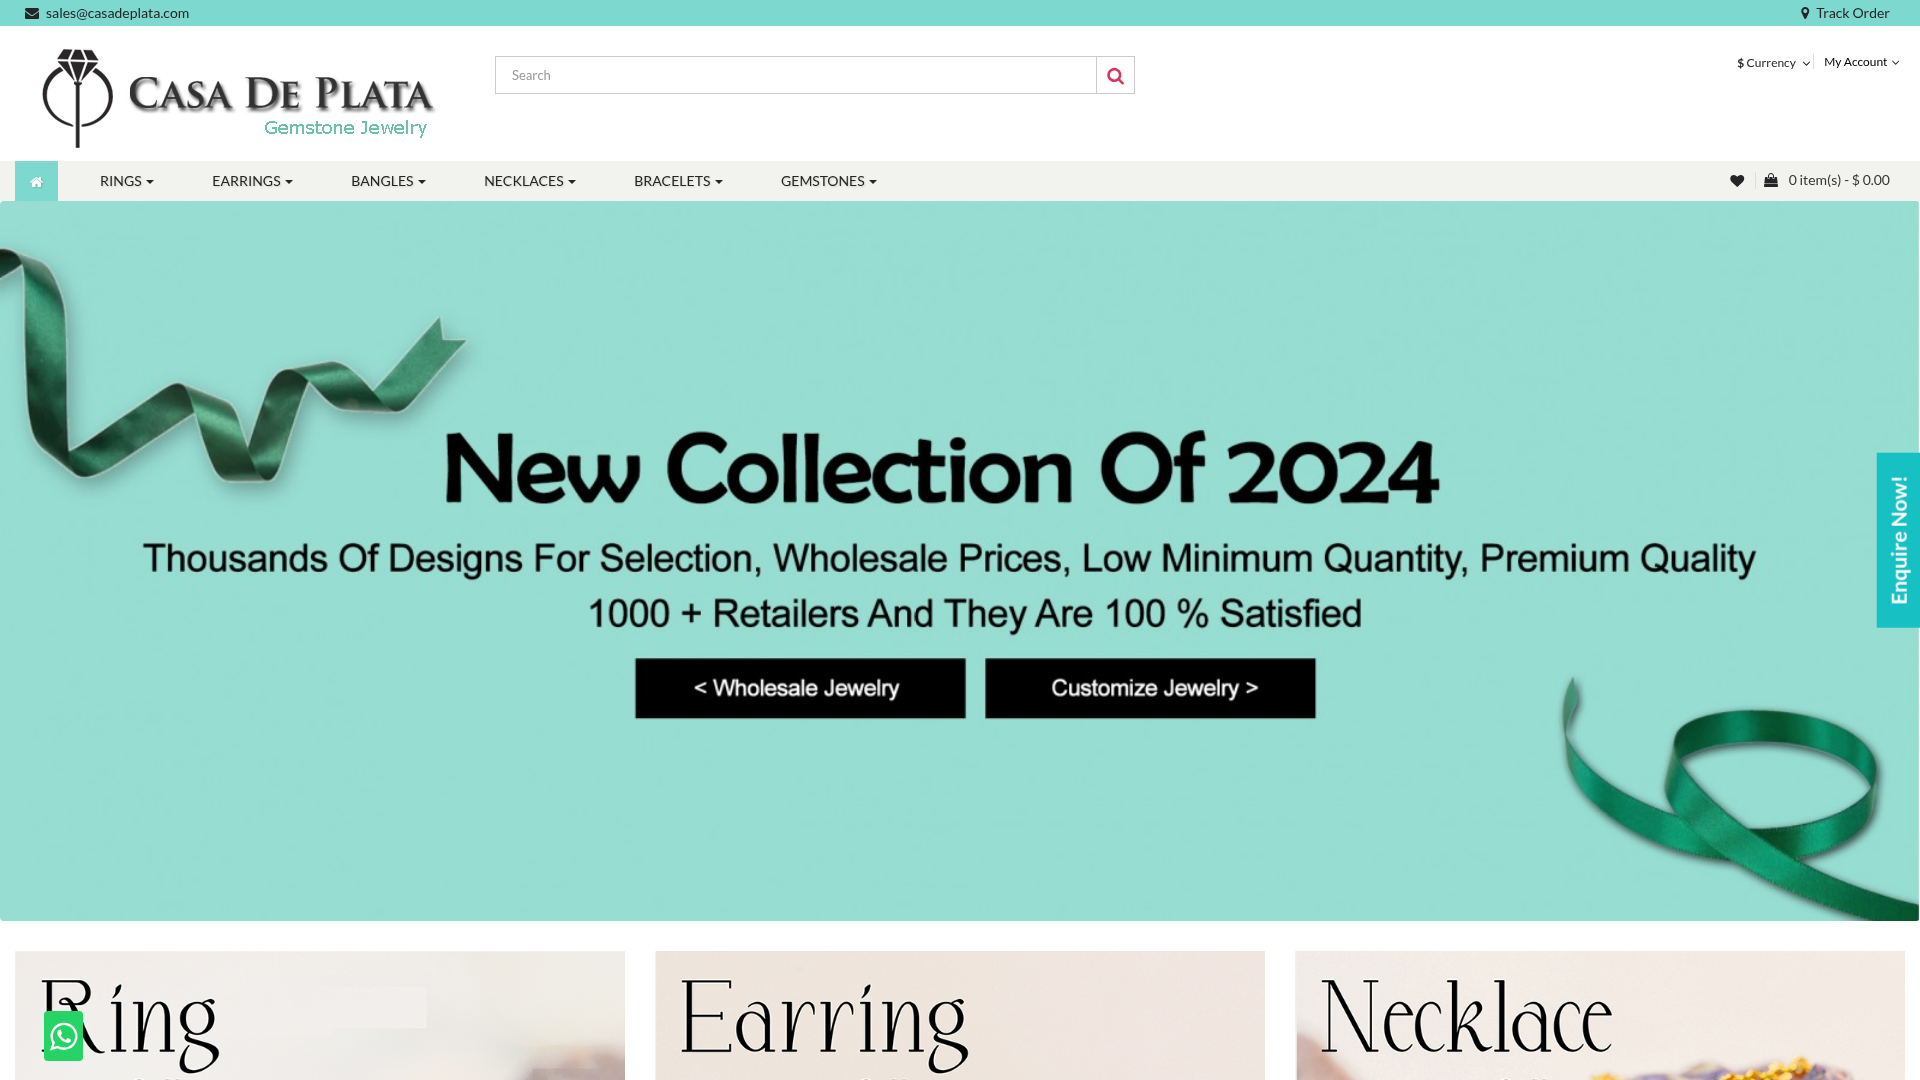 sales@casadeplata.com
Track Order
CASA DE PLATA
Gemstone Jewelry
Search
$ Currency
My Account
RINGS
EARRINGS
BANGLES
NECKLACES
BRACELETS
GEMSTONES
0 item(s) - $ 0.00
New Collection Of 2024
Thousands Of Designs For Selection, Wholesale Prices, Low Minimum Quantity, Premium Quality
1000 + Retailers And They Are 100 % Satisfied
< Wholesale Jewelry
Customize Jewelry >
Enquire Now!
Ring
Earring
Necklace